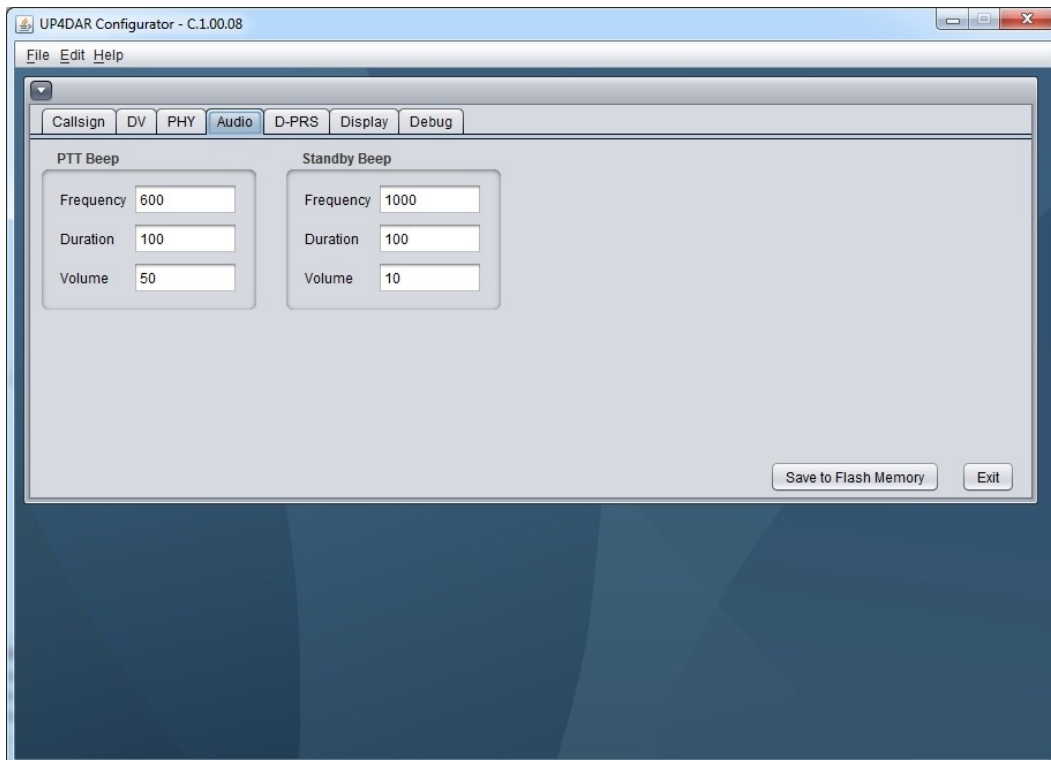 UP4DAR Configurator - C.1.00.08
File Edit Help
Callsign DV PHY Audio D-PRS Display Debug
PTT Beep Standby Beep
Frequency 600 Frequency 1000
Duration 100 Duration 100
Volume 50 Volume 10
Save to Flash Memory Exit